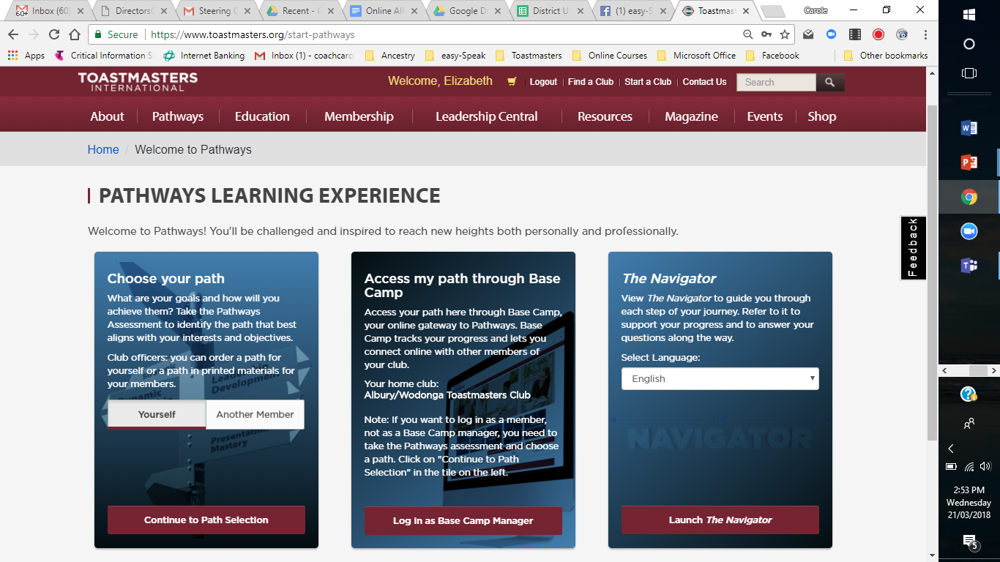 Inbox (60)
Directors
Steering C
Recent - G
Online All
Google D
District U
(1) easy-S
Toastmast
Carole
Secure
https://www.toastmasters.org/start-pathways
Apps
Critical Information S
Internet Banking
Inbox (1) - coachcaro
Ancestry
easy-Speak
Toastmasters
Online Courses
Microsoft Office
Facebook
Other bookmarks
TOASTMASTERS
INTERNATIONAL
Welcome, Elizabeth
Logout | Find a Club | Start a Club | Contact Us
Search
About
Pathways
Education
Membership
Leadership Central
Resources
Magazine
Events
Shop
Home / Welcome to Pathways
PATHWAYS LEARNING EXPERIENCE
Welcome to Pathways! You'll be challenged and inspired to reach new heights both personally and professionally.
Choose your path
What are your goals and how will you
achieve them? Take the Pathways
Assessment to identify the path that best
aligns with your interests and objectives.
Club officers: you can order a path for
yourself or a path in printed materials for
your members.
Leadership
Development
Dynamic
Yourself
Another Member
Presentation
Mastery
Continue to Path Selection
Access my path through Base
Camp
Access your path here through Base Camp,
your online gateway to Pathways. Base
Camp tracks your progress and lets you
connect online with other members of
your club.
Your home club:
Albury/Wodonga Toastmasters Club
Note: If you want to log in as a member,
not as a Base Camp manager, you need to
take the Pathways assessment and choose
a path. Click on "Continue to Path
Selection" in the tile on the left.
Log in as Base Camp Manager
The Navigator
View The Navigator to guide you through
each step of your journey. Refer to it to
support your progress and to answer your
questions along the way.
Select Language:
English
NAVIGATOR
Launch The Navigator
Feedback
2:53 PM
Wednesday
21/03/2018
5